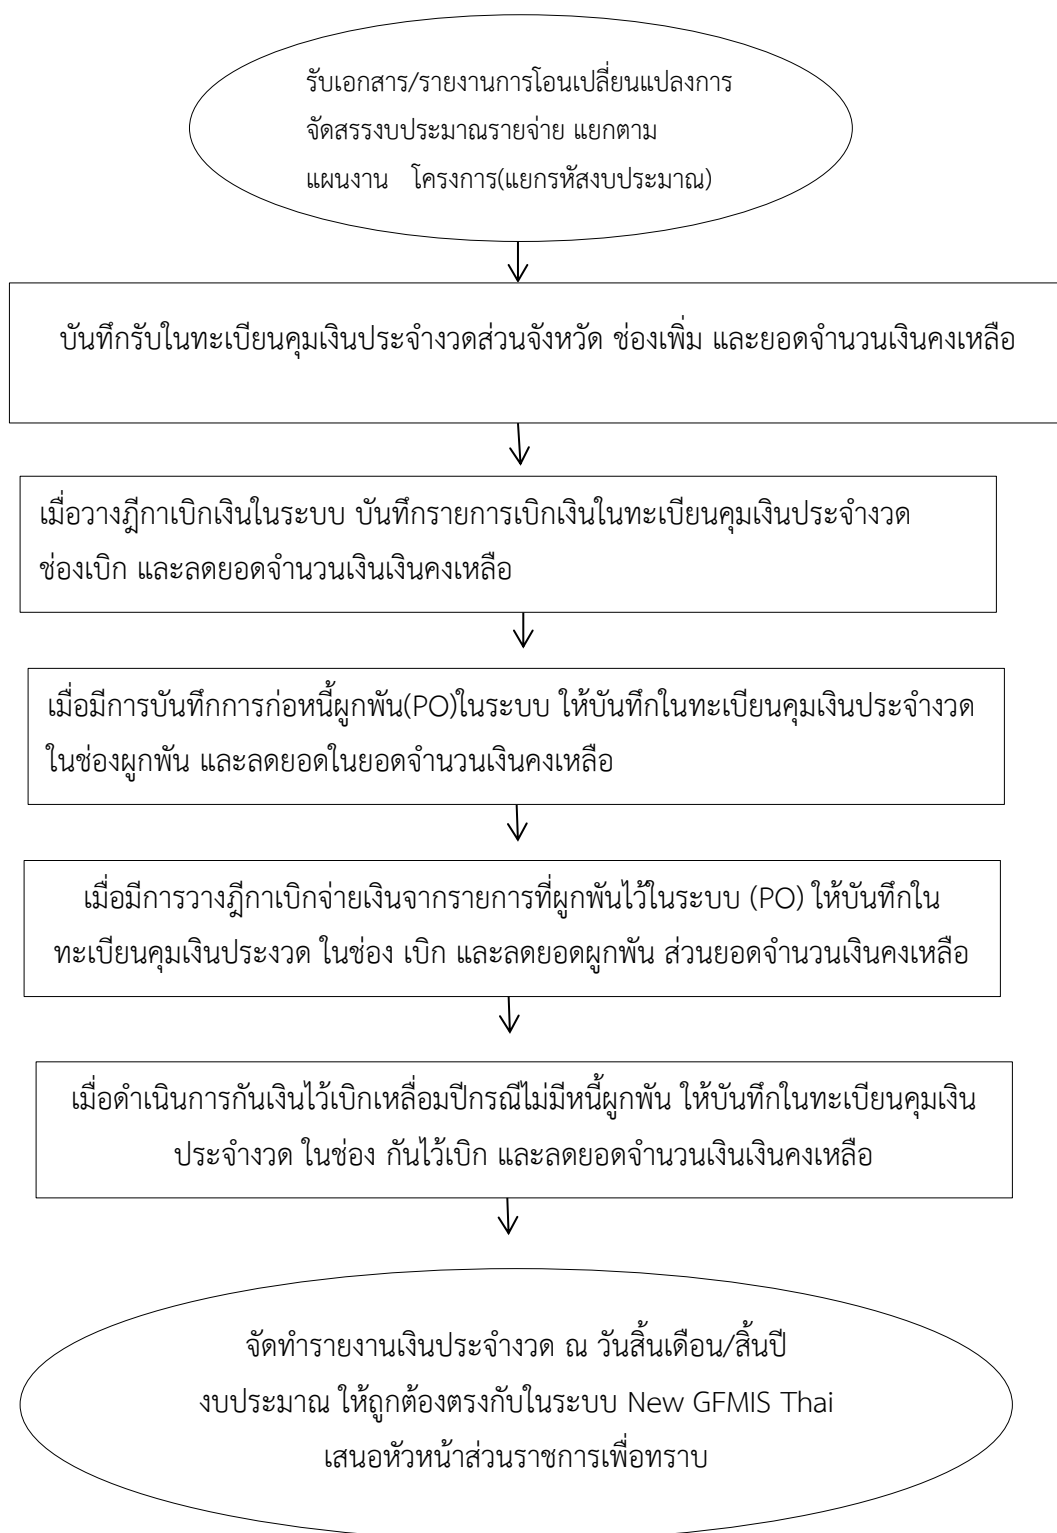 รับเอกสาร/รายงานการโอนเปลี่ยนแปลงการ
จัดสรรงบประมาณรายจ่าย แยกตาม
แผนงาน โครงการ(แยกรหัสงบประมาณ)
บันทึกรับในทะเบียนคุมเงินประจำงวดส่วนจังหวัด ช่องเพิ่ม และยอดจำนวนเงินคงเหลือ
เมื่อวางฎีกาเบิกเงินในระบบ บันทึกรายการเบิกเงินในทะเบียนคุมเงินประจำงวด
ช่องเบิก และลดยอดจำนวนเงินเงินคงเหลือ
เมื่อมีการบันทึกการก่อหนี้ผูกพัน(PO)ในระบบ ให้บันทึกในทะเบียนคุมเงินประจำงวด
ในช่องผูกพัน และลดยอดในยอดจำนวนเงินคงเหลือ
เมื่อมีการวางฎีกาเบิกจ่ายเงินจากรายการที่ผูกพันไว้ในระบบ (PO) ให้บันทึกใน
ทะเบียนคุมเงินประงวด ในช่อง เบิก และลดยอดผูกพัน ส่วนยอดจำนวนเงินคงเหลือ
เมื่อดำเนินการกันเงินไว้เบิกเหลื่อมปีกรณีไม่มีหนี้ผูกพัน ให้บันทึกในทะเบียนคุมเงิน
ประจำงวด ในช่อง กันไว้เบิก และลดยอดจำนวนเงินเงินคงเหลือ
จัดทำรายงานเงินประจำงวด ณ วันสิ้นเดือน/สิ้นปี
งบประมาณ ให้ถูกต้องตรงกับในระบบ New GFMIS Thai
เสนอหัวหน้าส่วนราชการเพื่อทราบ